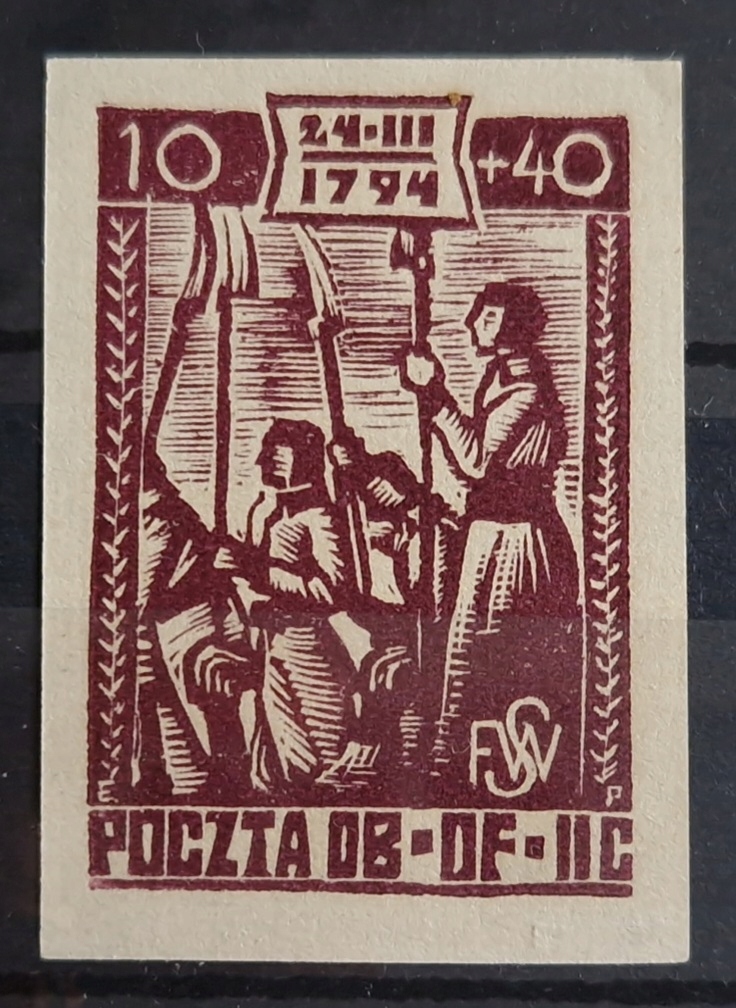 10
24·III
1794
+40
FSW
E P
POCZTA OB·OF·IIC